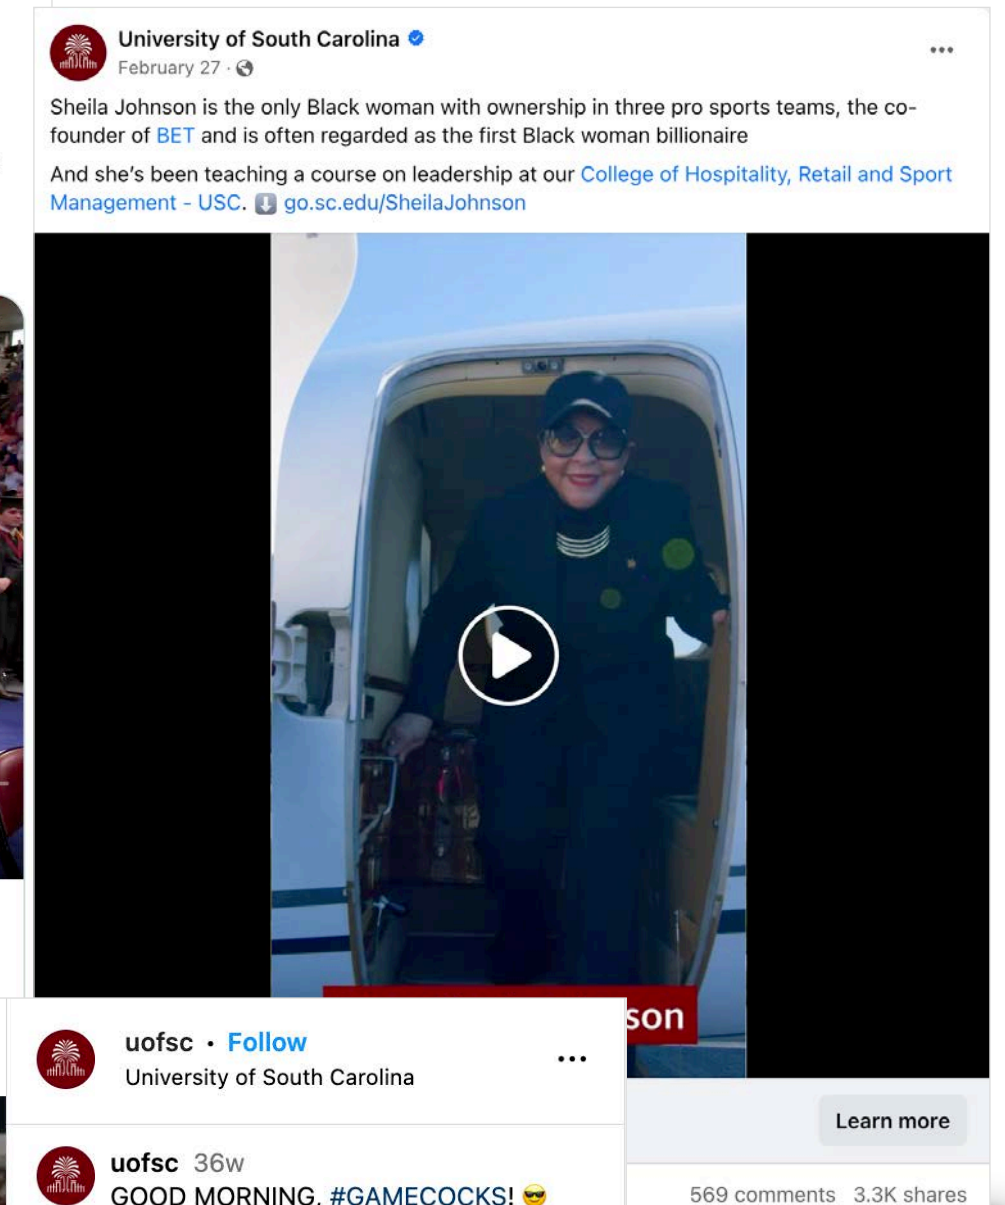 University of South Carolina
February 27 ·
Sheila Johnson is the only Black woman with ownership in three pro sports teams, the co-
founder of BET and is often regarded as the first Black woman billionaire
And she's been teaching a course on leadership at our College of Hospitality, Retail and Sport
Management - USC. ⬇️ go.sc.edu/SheilaJohnson
son
Learn more
569 comments 3.3K shares
uofsc • Follow
University of South Carolina
uofsc 36w
GOOD MORNING, #GAMECOCKS! 😎